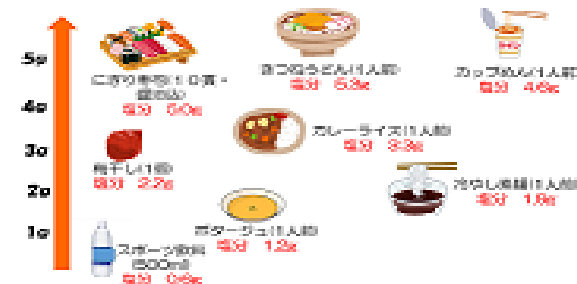 5g
4g
3g
2g
1g
にぎり寿司(10貫・
塩分 5.0g
きつねうどん(1人前)
塩分 5.3g
カップめん(1人前)
塩分 4.6g
カレーライス(1人前)
塩分 3.3g
梅干し(1個)
塩分 2.2g
冷やし素麺(1人前)
塩分
ポタージュ(1人前)
塩分 1.2g
スポーツ飲料
(500ml)
塩分 0.6g